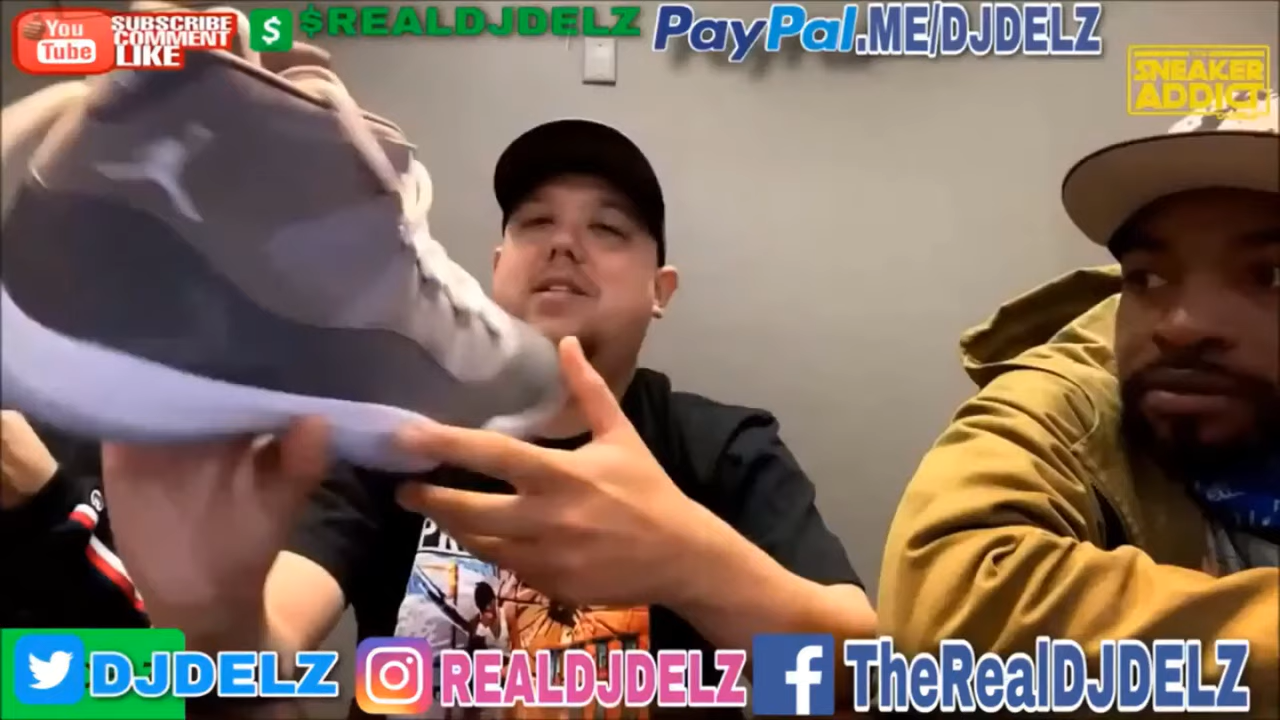 You
Tube
SUBSCRIBE
COMMENT
LIKE
$ $REALDJDELZ
PayPal.ME/DJDELZ
SNEAKER
ADDICT
DJDELZ
REALDJDELZ
f TheRealDJDELZ